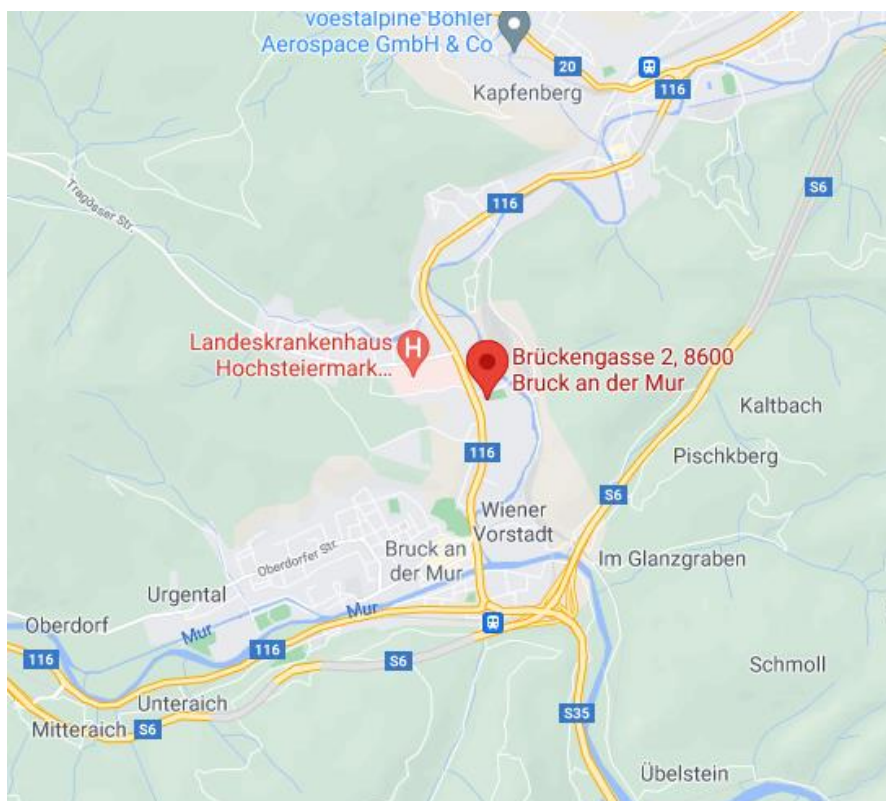 voestalpine Böhler
Aerospace GmbH & Co
20
Kapfenberg
116
S6
Tragösser Str.
116
Landeskrankenhaus
Hochsteiermark...
H
Brückengasse 2, 8600
Bruck an der Mur
Kaltbach
116
Pischkberg
S6
Wiener
Vorstadt
Oberdorfer Str.
Bruck an
der Mur
Im Glanzgraben
Urgental
Mur
Oberdorf
Mur
116
116
S6
Schmoll
Unteraich
S35
Mitteraich
S6
Übelstein